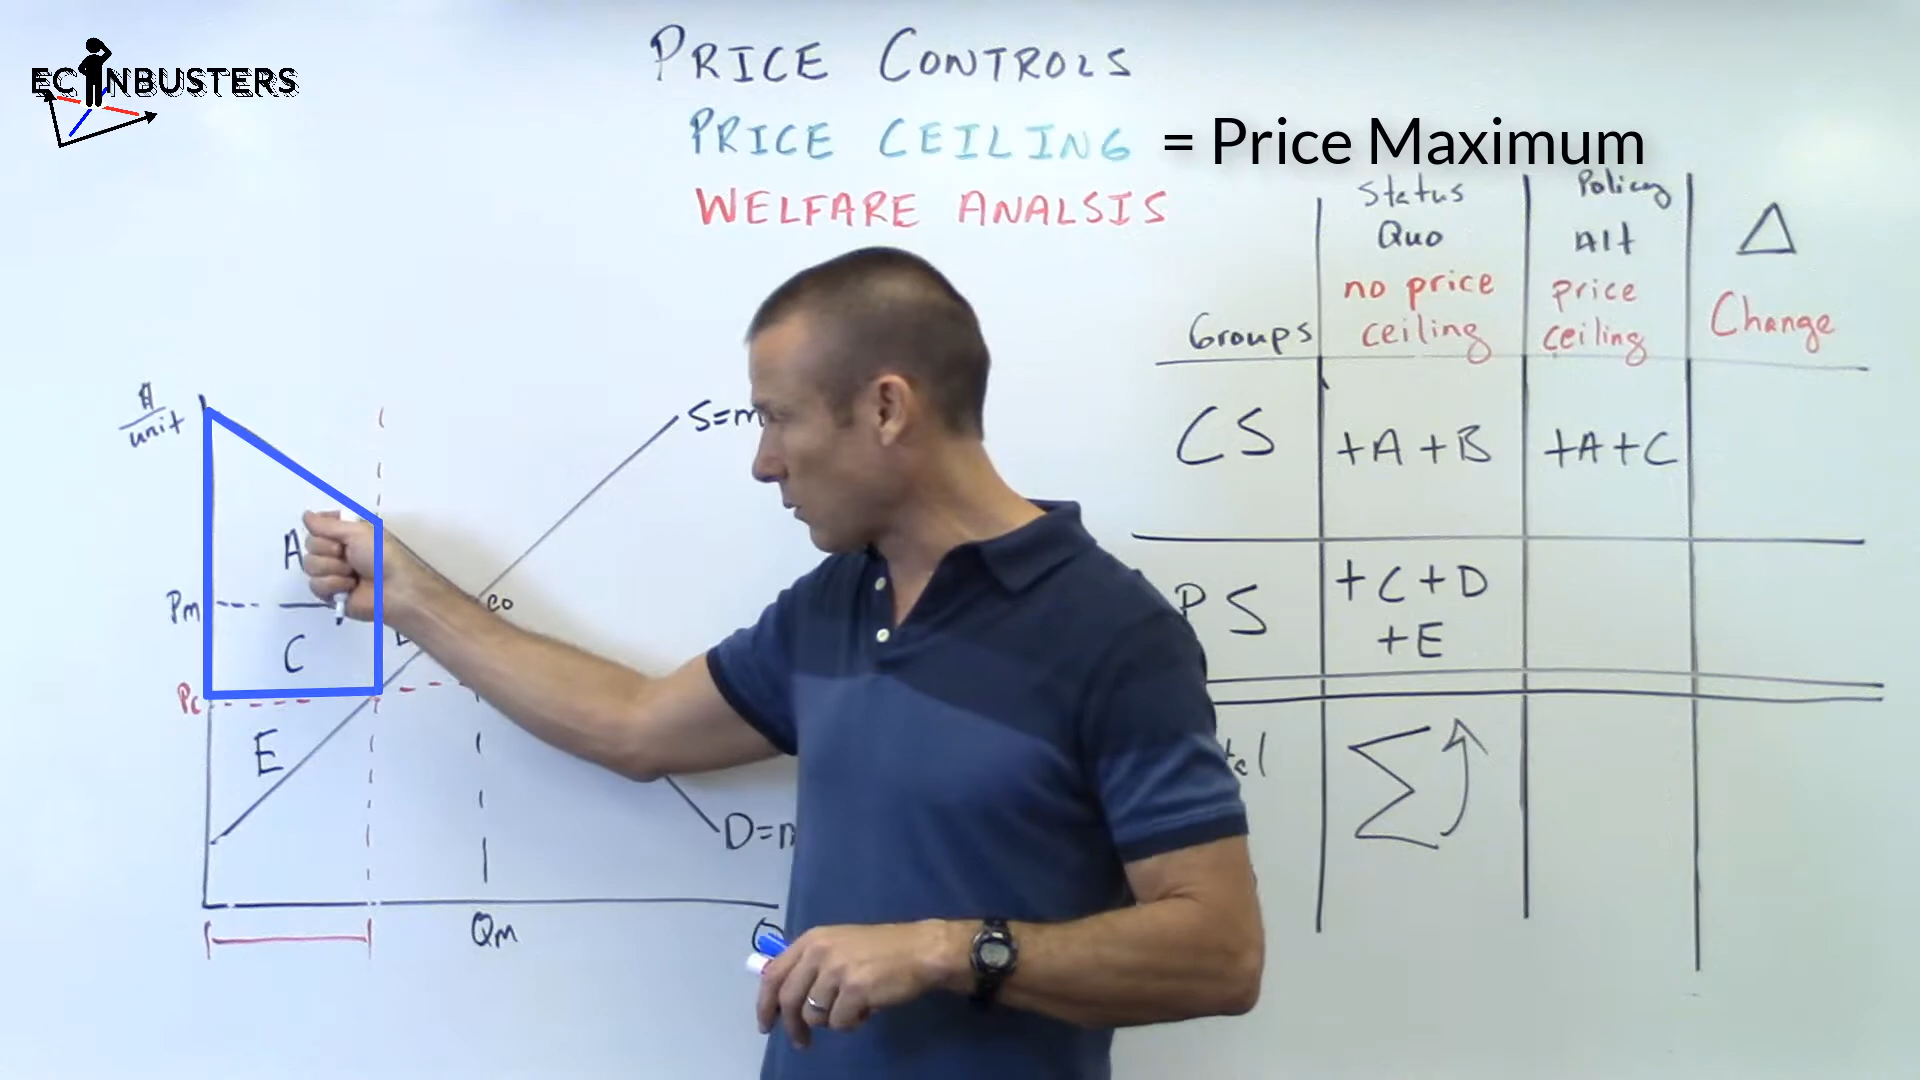 ECONBUSTERS
PRICE CONTROLS
PRICE CEILING = Price Maximum
WELFARE ANALSIS
Groups
Status
Quo
no price
ceiling
Policy
Alt
price
ceiling
Δ
Change
CS
+A +B
+A+C
PS
+C+D
+E
Σ
$/unit
A
C
E
Pm
Pc
S=m
eo
D=
Qm